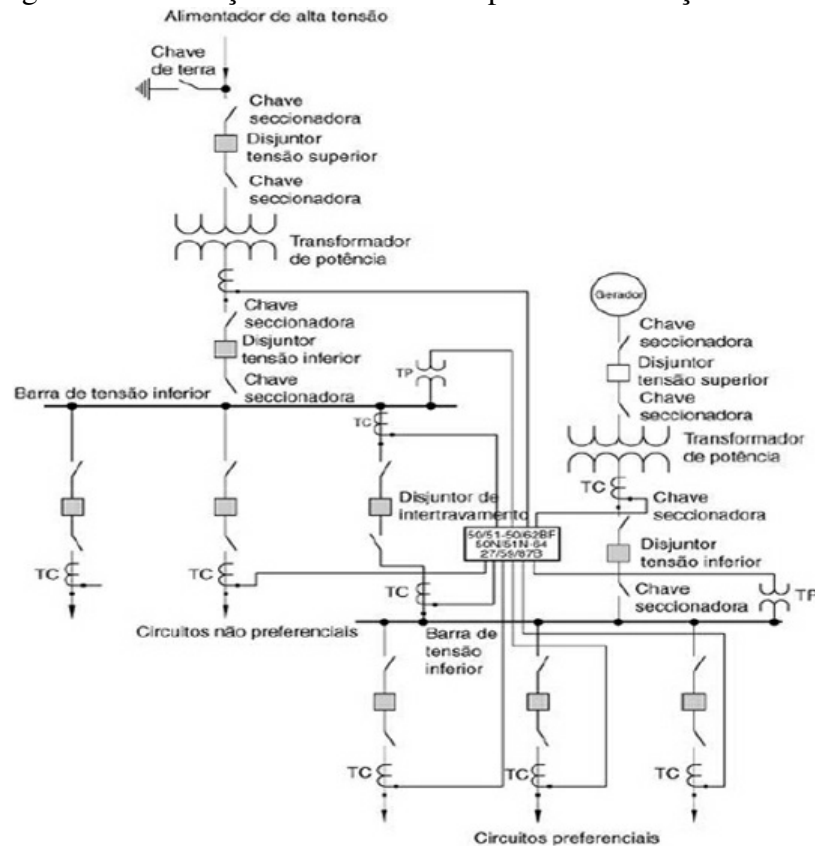 Alimentador de alta tensão
Chave
de terra
Chave
seccionadora
Disjuntor
tensão superior
Chave
seccionadora
Transformador
de potência
Chave
seccionadora
Disjuntor
tensão inferior
Chave
seccionadora
Barra de tensão inferior
TP
Gerador
Chave
seccionadora
Disjuntor
tensão superior
Chave
seccionadora
Transformador
de potência
TC
Chave
seccionadora
Disjuntor
tensão inferior
Chave
seccionadora
TP
TC
Disjuntor de
intertravamento
50/51-50/62BF
50N/51N-64
27/59/87B
TC
TC
TC
Circuitos não preferenciais
Barra de
tensão
inferior
TC
TC
TC
Circuitos preferenciais